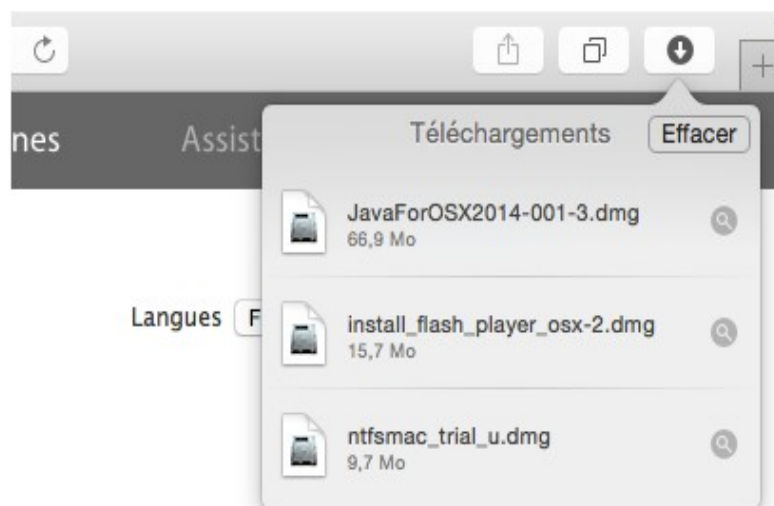 nes
Assist
Téléchargements
Effacer
JavaForOSX2014-001-3.dmg
66,9 Mo
Langues
F
install_flash_player_osx-2.dmg
15,7 Mo
ntfsmac_trial_u.dmg
9,7 Mo